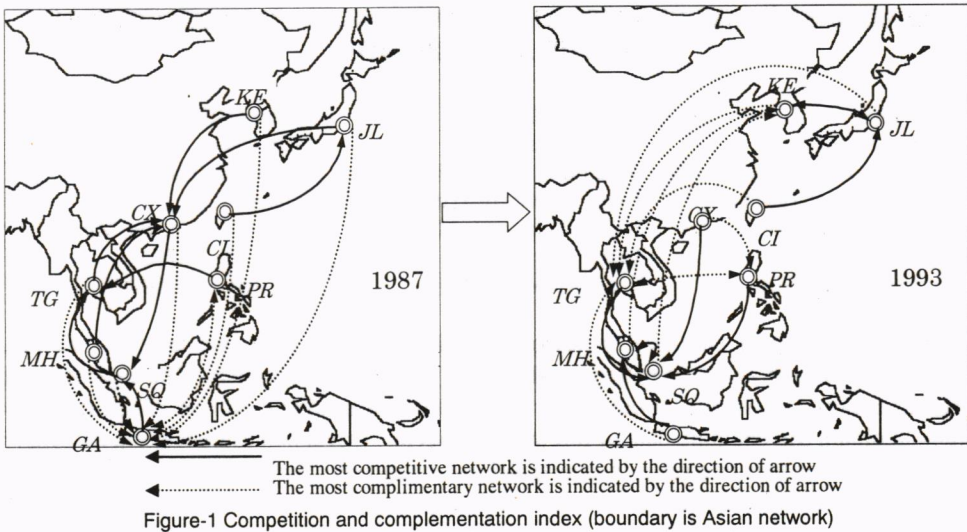 KE
JL
CX
CI
1987
PR
TG
MH
SQ
GA
KE
JL
CX
CI
PR
1993
TG
MH
SQ
GA
The most competitive network is indicated by the direction of arrow
The most complimentary network is indicated by the direction of arrow
Figure-1 Competition and complementation index (boundary is Asian network)